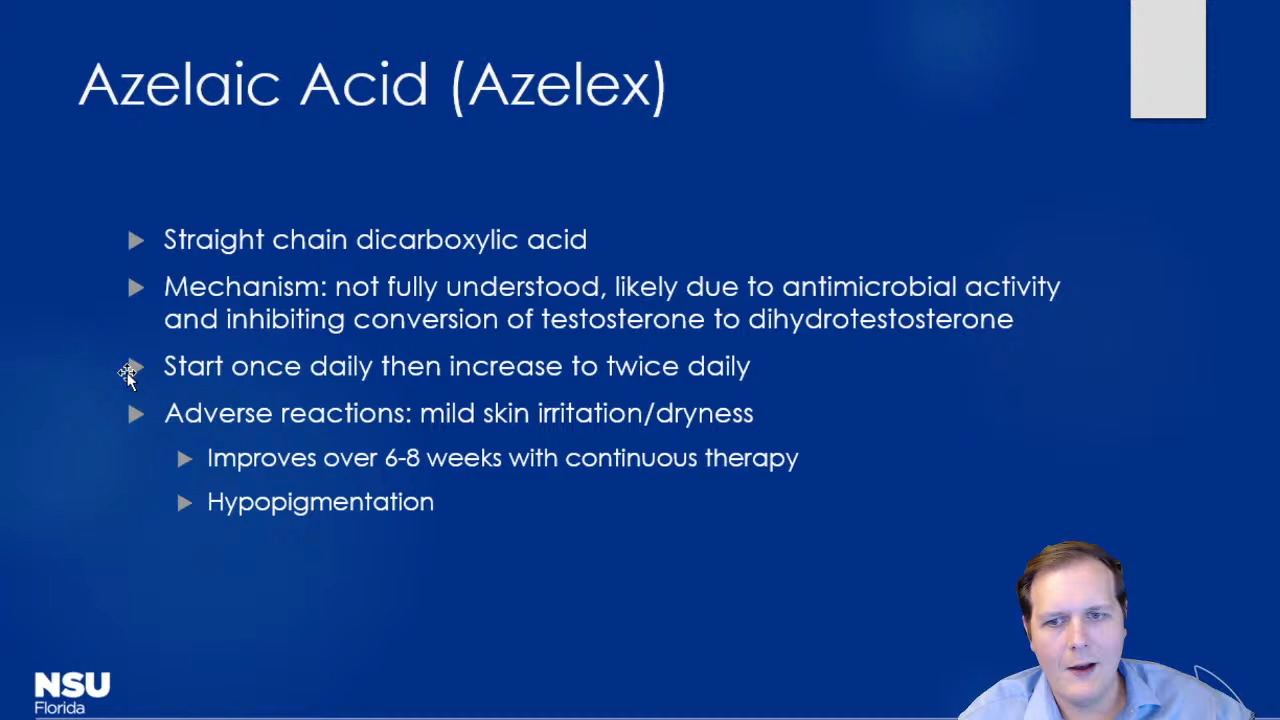 Azelaic Acid (Azelex)
Straight chain dicarboxylic acid
Mechanism: not fully understood, likely due to antimicrobial activity
and inhibiting conversion of testosterone to dihydrotestosterone
Start once daily then increase to twice daily
Adverse reactions: mild skin irritation/dryness
Improves over 6-8 weeks with continuous therapy
Hypopigmentation
NSU
Florida